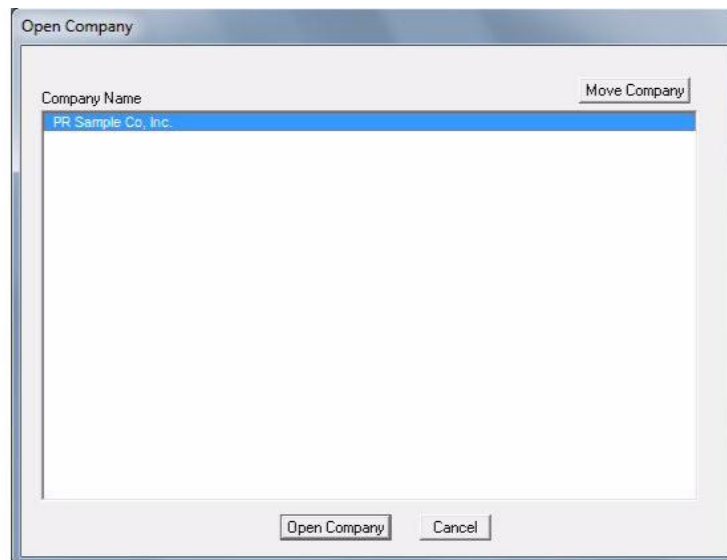 Open Company
Move Company
Company Name
PR Sample Co, Inc.
Open Company Cancel